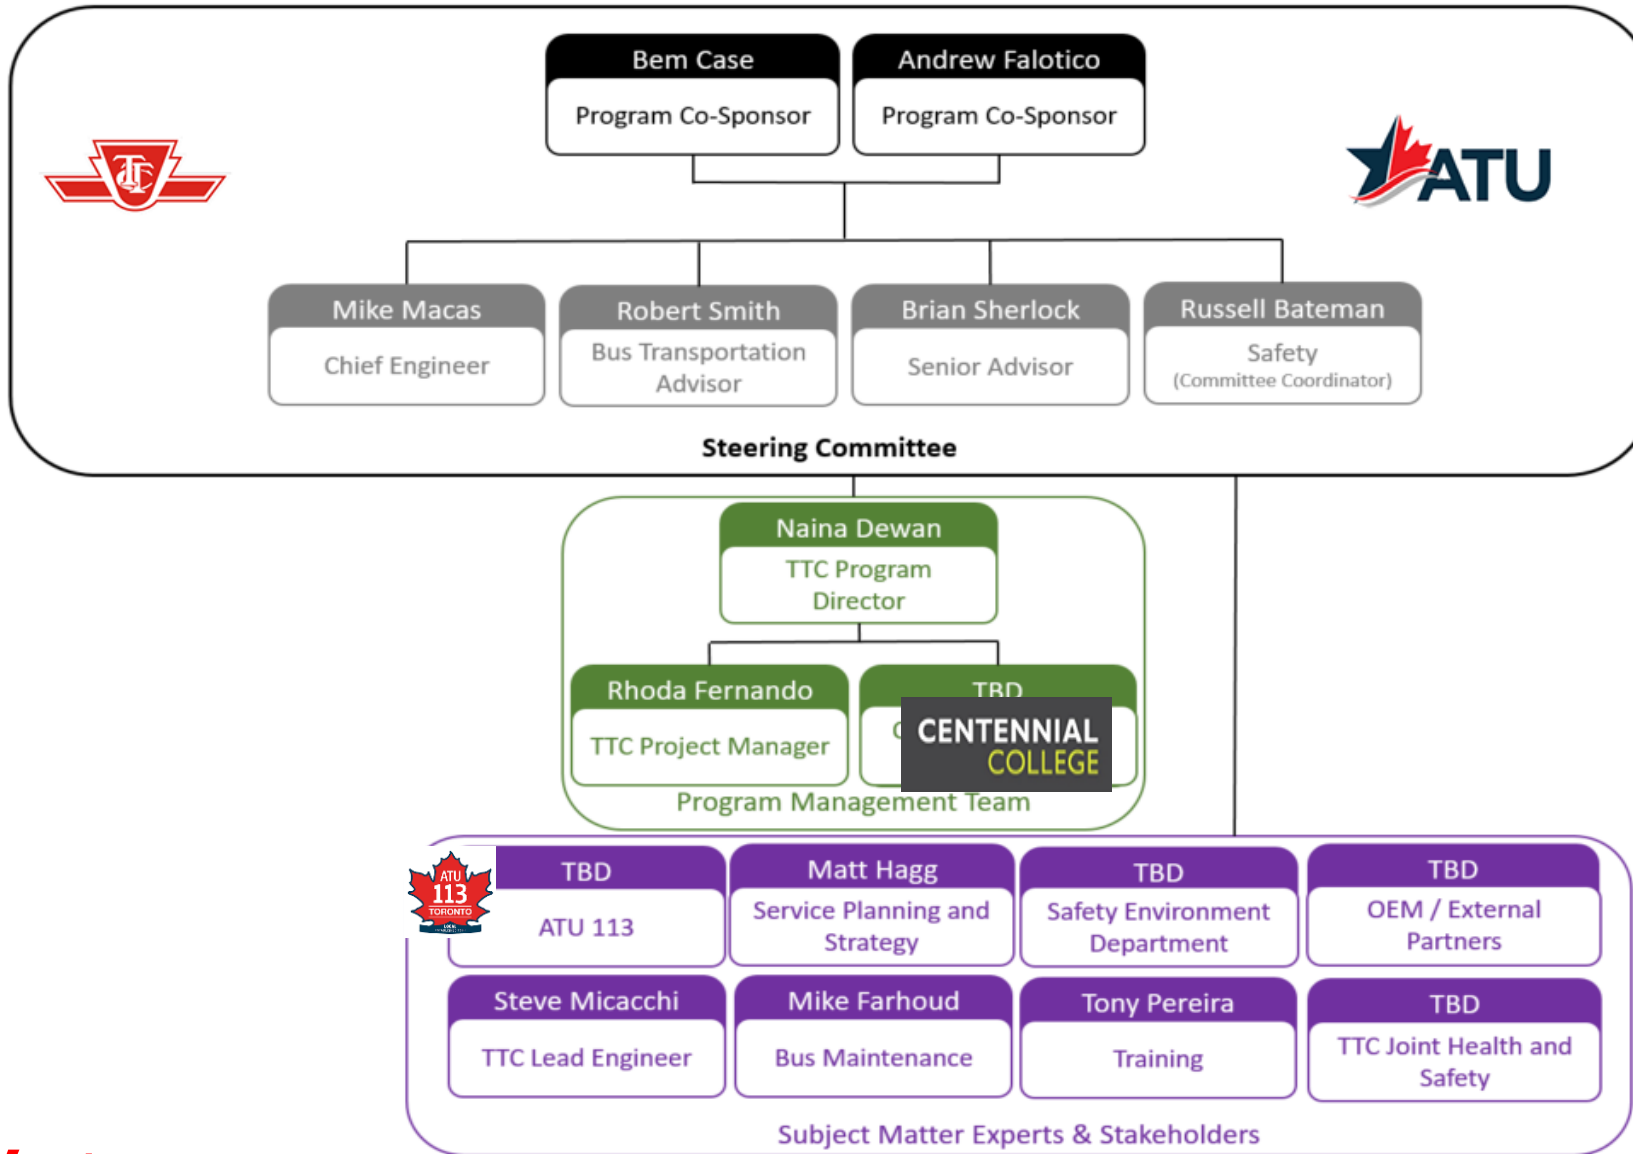 Bem Case
Andrew Falotico
Program Co-Sponsor
Program Co-Sponsor
TTC
ATU
Mike Macas
Robert Smith
Brian Sherlock
Russell Bateman
Chief Engineer
Bus Transportation
Advisor
Senior Advisor
Safety
(Committee Coordinator)
Steering Committee
Naina Dewan
TTC Program
Director
Rhoda Fernando
TBD
TTC Project Manager
CENTENNIAL
COLLEGE
Program Management Team
ATU
113
TORONTO
LOCAL
TBD
ATU 113
Matt Hagg
Service Planning and
Strategy
TBD
Safety Environment
Department
TBD
OEM / External
Partners
Steve Micacchi
TTC Lead Engineer
Mike Farhoud
Bus Maintenance
Tony Pereira
Training
TBD
TTC Joint Health and
Safety
Subject Matter Experts & Stakeholders